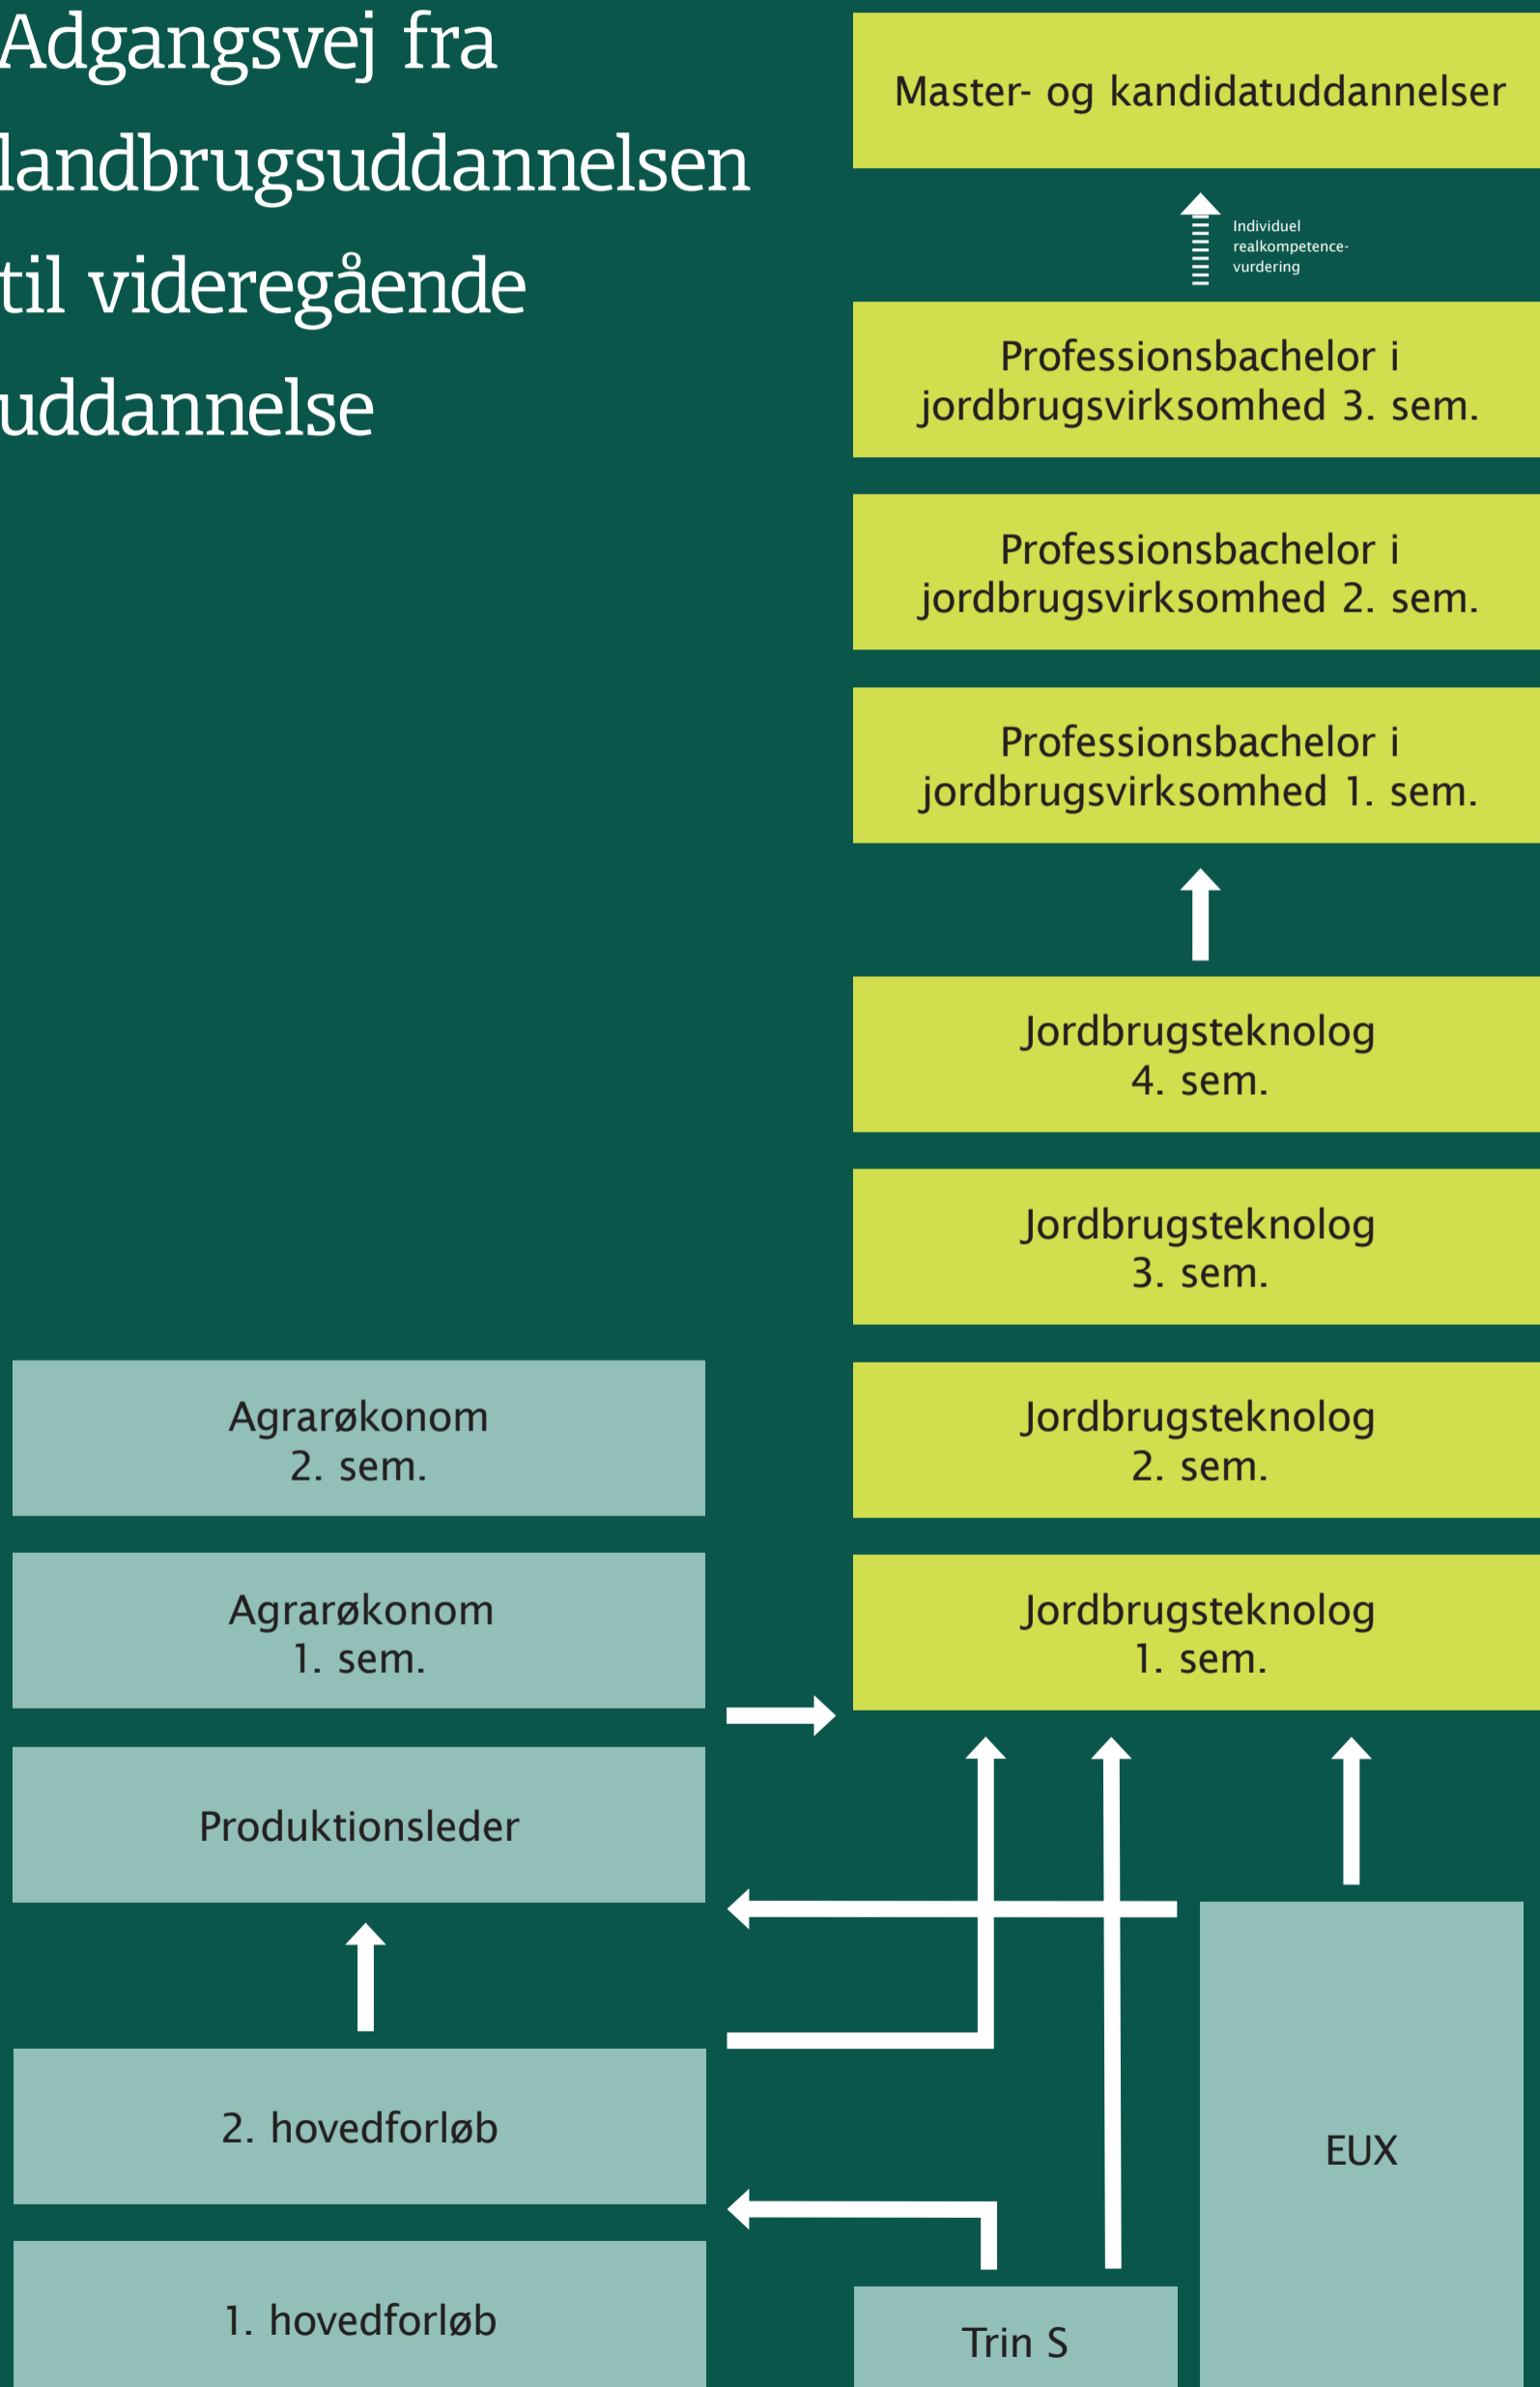 Adgangsvej fra
landbrugsuddannelsen
til videregående
uddannelse
Master- og kandidatuddannelser
Individuel
realkompetence-
vurdering
Professionsbachelor i
jordbrugsvirksomhed 3. sem.
Professionsbachelor i
jordbrugsvirksomhed 2. sem.
Professionsbachelor i
jordbrugsvirksomhed 1. sem.
Jordbrugsteknolog
4. sem.
Jordbrugsteknolog
3. sem.
Agrarøkonom
2. sem.
Jordbrugsteknolog
2. sem.
Agrarøkonom
1. sem.
Jordbrugsteknolog
1. sem.
Produktionsleder
2. hovedforløb
EUX
1. hovedforløb
Trin S